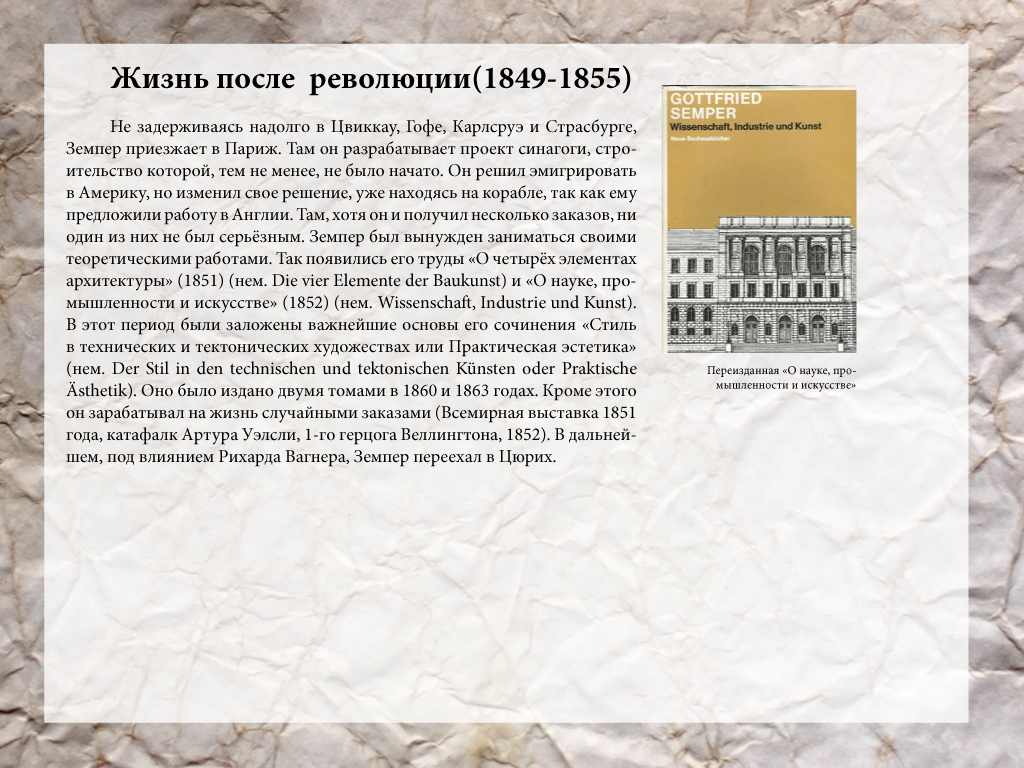 Жизнь после  революции(1849-1855)
Не задерживаясь надолго в Цвиккау, Гофе, Карлсруэ и Страсбурге,
Земпер приезжает в Париж. Там он разрабатывает проект синагоги, стро-
ительство которой, тем не менее, не было начато. Он решил эмигрировать
в Америку, но изменил свое решение, уже находясь на корабле, так как ему
предложили работу в Англии. Там, хотя он и получил несколько заказов, ни
один из них не был серьёзным. Земпер был вынужден заниматься своими
теоретическими работами. Так появились его труды «О четырёх элементах
архитектуры» (1851) (нем. Die vier Elemente der Baukunst) и «О науке, про-
мышленности и искусстве» (1852) (нем. Wissenschaft, Industrie und Kunst).
В этот период были заложены важнейшие основы его сочинения «Стиль
в технических и тектонических художествах или Практическая эстетика»
(нем. Der Stil in den technischen und tektonischen Künsten oder Praktische
Ästhetik). Оно было издано двумя томами в 1860 и 1863 годах. Кроме этого
он зарабатывал на жизнь случайными заказами (Всемирная выставка 1851
года, катафалк Артура Уэлсли, 1-го герцога Веллингтона, 1852). В дальней-
шем, под влиянием Рихарда Вагнера, Земпер переехал в Цюрих.
GOTTFRIED
SEMPER
Wissenschaft, Industrie und Kunst
Neue Bauhausbücher
Переизданная «О науке, про-
мышленности и искусстве»